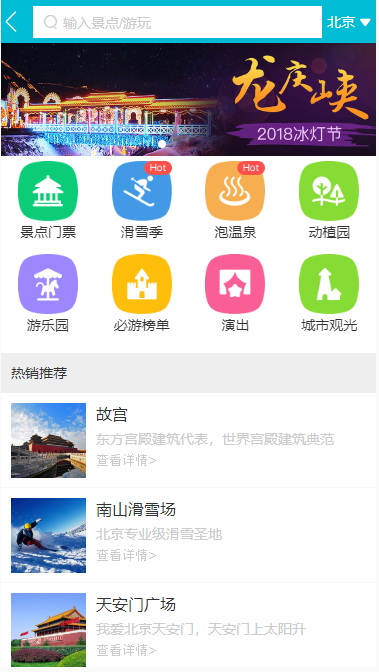 输入景点/游玩
北京
龙庆峡
2018冰灯节
Hot
Hot
景点门票
滑雪季
泡温泉
动植园
游乐园
必游榜单
演出
城市观光
热销推荐
故宫
东方宫殿建筑代表，世界宫殿建筑典范
查看详情>
南山滑雪场
北京专业级滑雪圣地
查看详情>
天安门广场
我爱北京天安门，天安门上太阳升
查看详情>